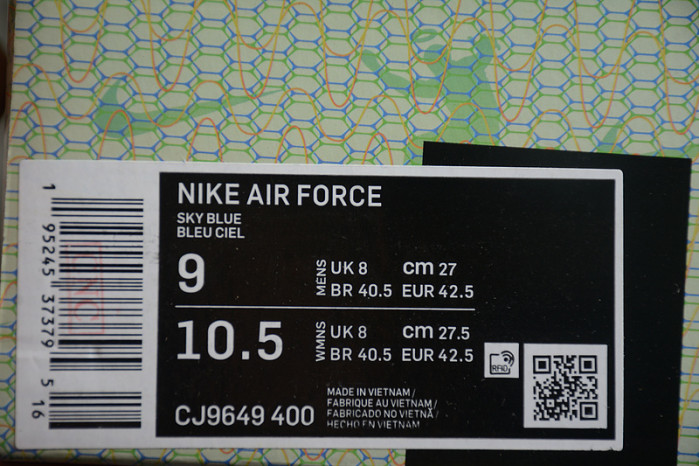 NIKE AIR FORCE
SKY BLUE
BLEU CIEL
9 MENS UK 8 cm 27
BR 40.5 EUR 42.5
10.5 WMNS UK 8 cm 27.5
BR 40.5 EUR 42.5
RFID
CJ9649 400
MADE IN VIETNAM /
FABRIQUE AU VIETNAM /
FABRICADO NO VIETNÃ /
HECHO EN VIETNAM
1 95245 37379 5 16